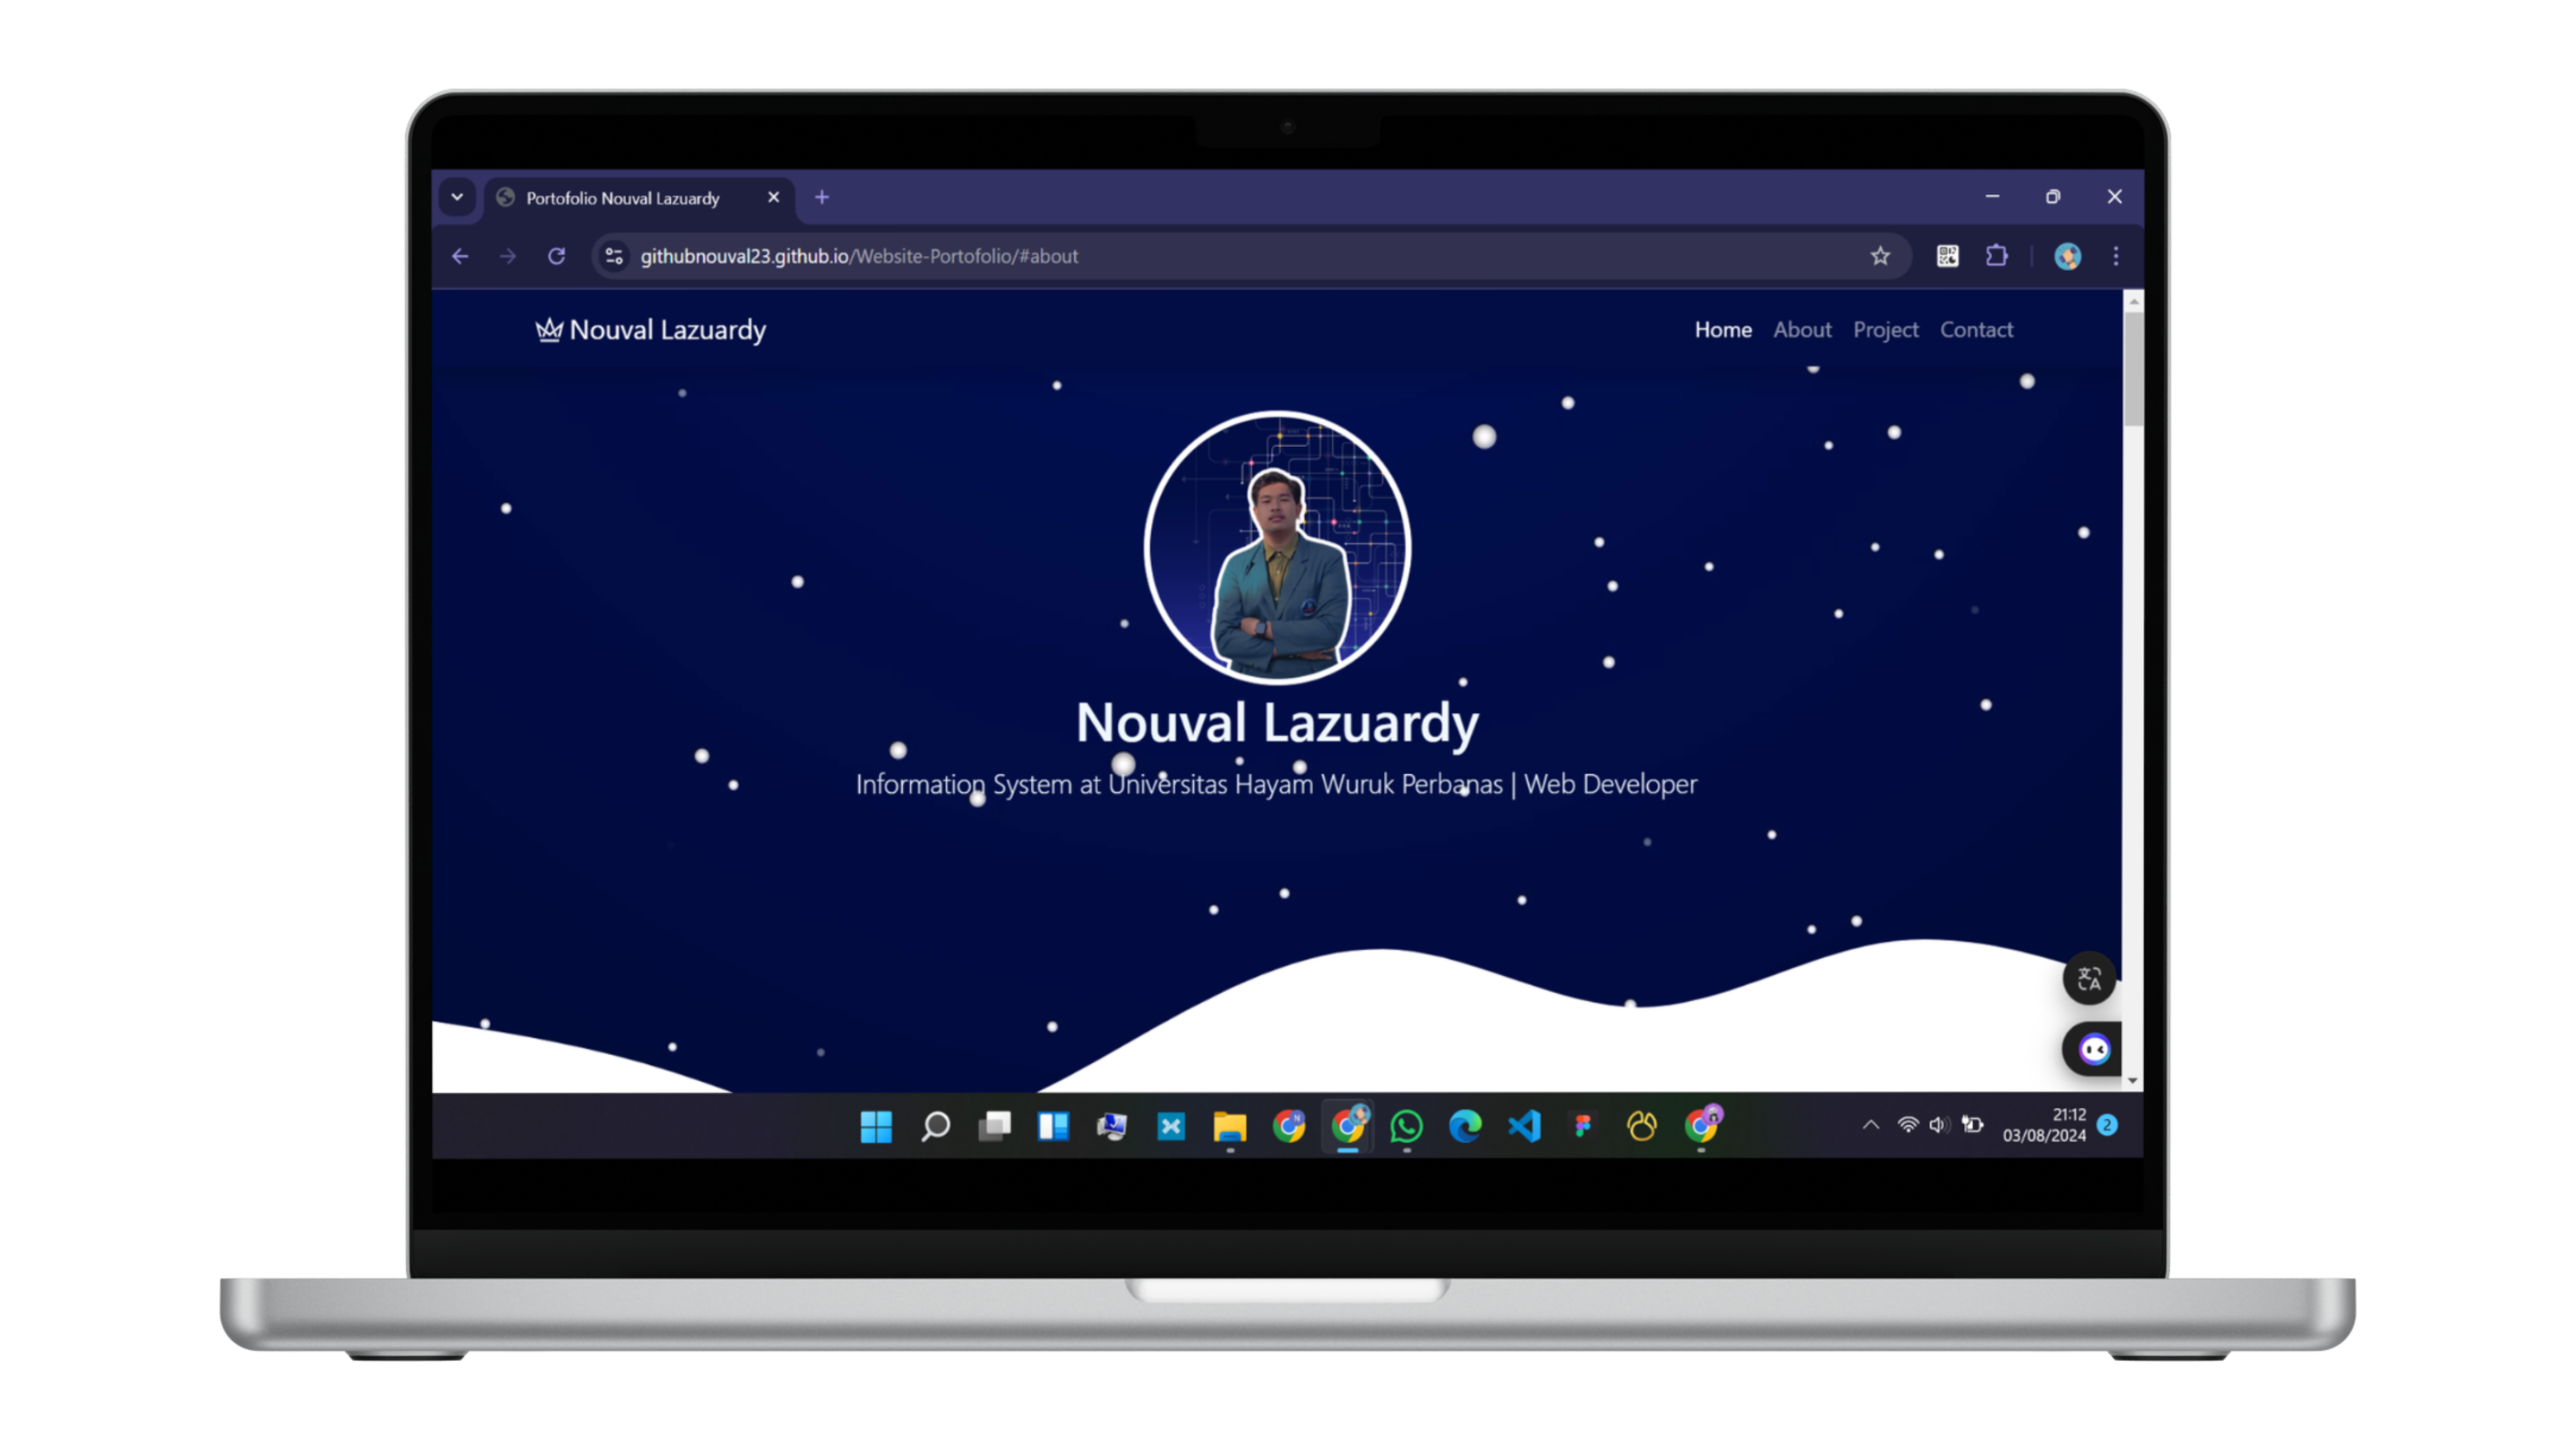 Portofolio Nouval Lazuardy
githubnouval23.github.io/Website-Portofolio/#about
Nouval Lazuardy
Home About Project Contact
Nouval Lazuardy
Information System at Universitas Hayam Wuruk Perbanas | Web Developer
21:12
03/08/2024
2